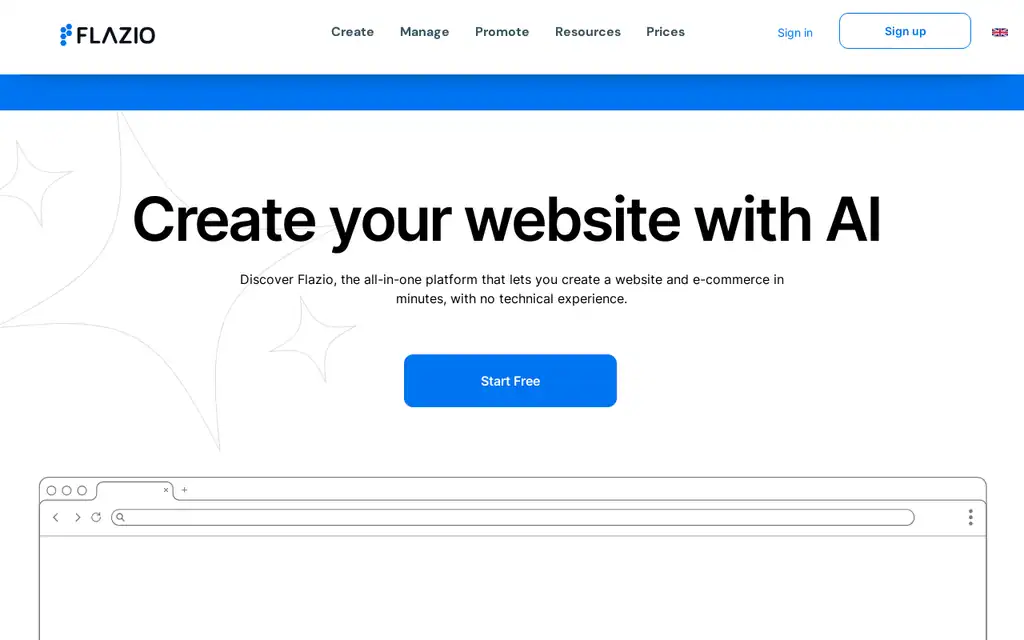 FLAZIO
Create Manage Promote Resources Prices
Sign in
Sign up
Create your website with AI
Discover Flazio, the all-in-one platform that lets you create a website and e-commerce in
minutes, with no technical experience.
Start Free